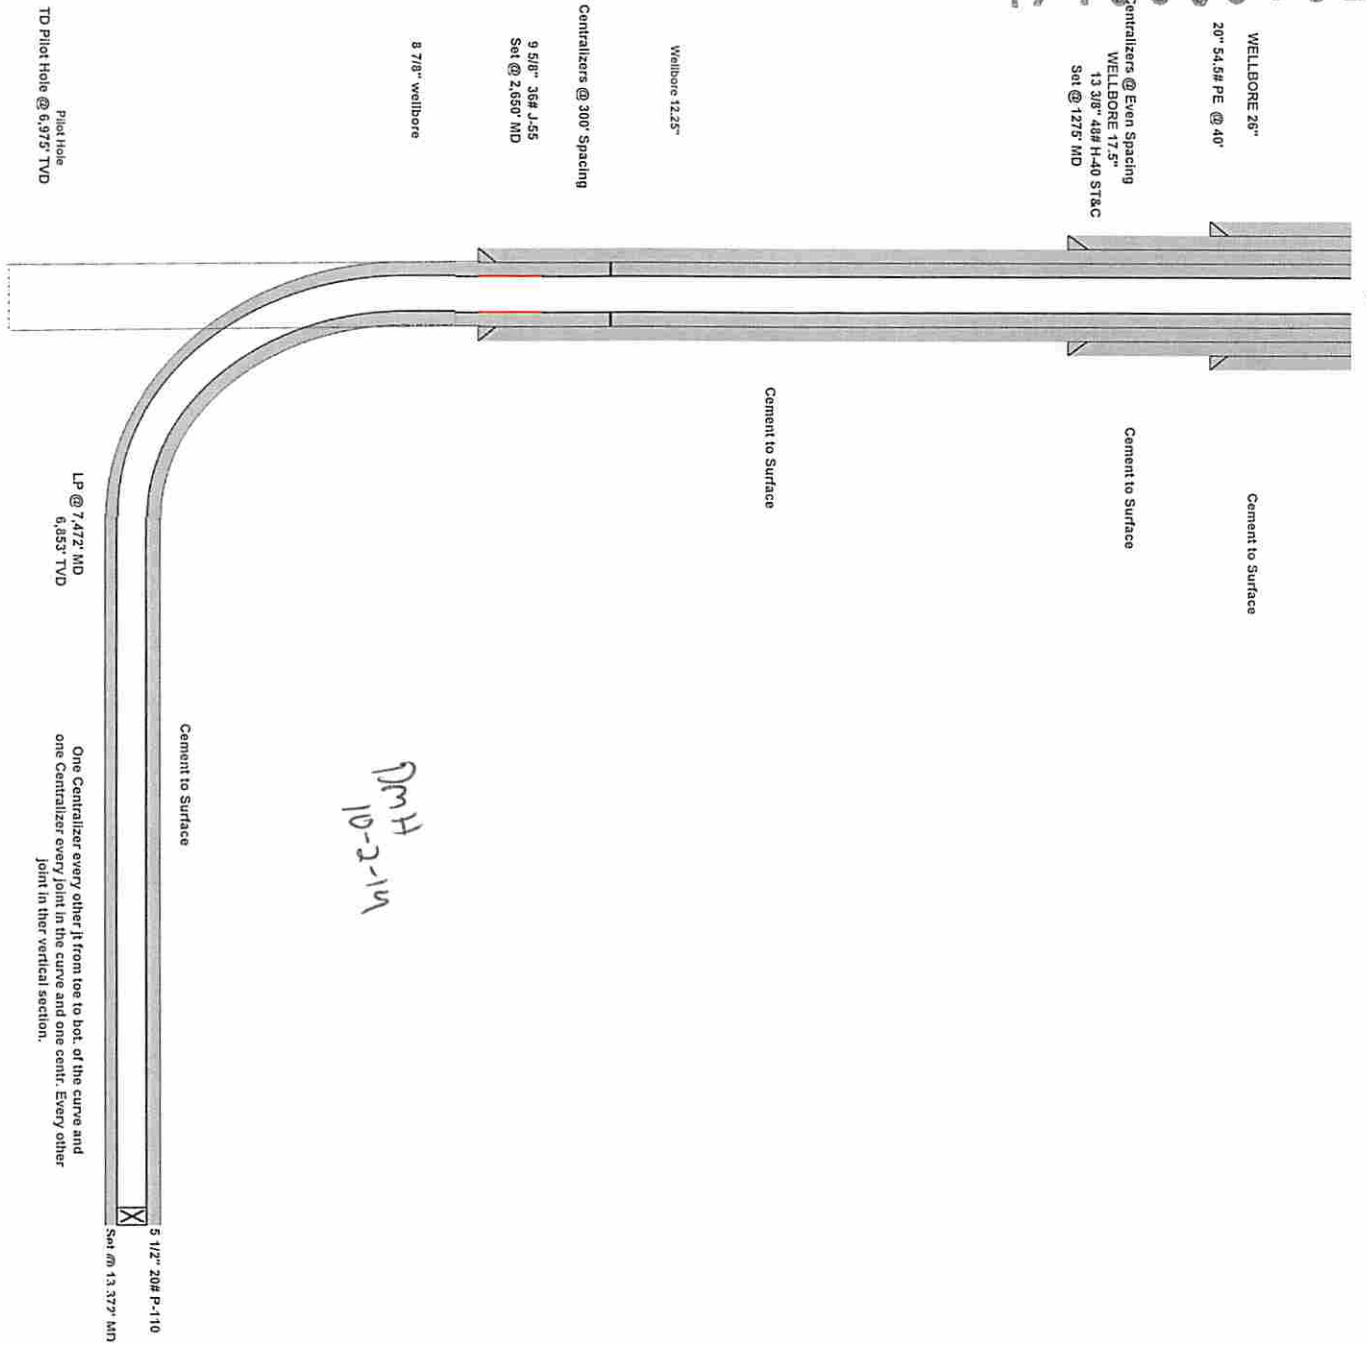 WELLBORE 26"
20" 54.5# PE @ 40'
Cement to Surface
Centralizers @ Even Spacing
WELLBORE 17.5"
13 3/8" 48# H-40 ST&C
Set @ 1275' MD
Cement to Surface
Wellbore 12.25"
Cement to Surface
Centralizers @ 300' Spacing
9 5/8" 36# J-55
Set @ 2,650' MD
8 7/8" wellbore
DMH
10-2-14
Cement to Surface
5 1/2" 20# P-110
Set @ 13,372' MD
LP @ 7,472' MD
6,853' TVD
One Centralizer every other jt from toe to bot. of the curve and
one Centralizer every joint in the curve and one centr. Every other
joint in ther vertical section.
Pilot Hole
TD Pilot Hole @ 6,975' TVD